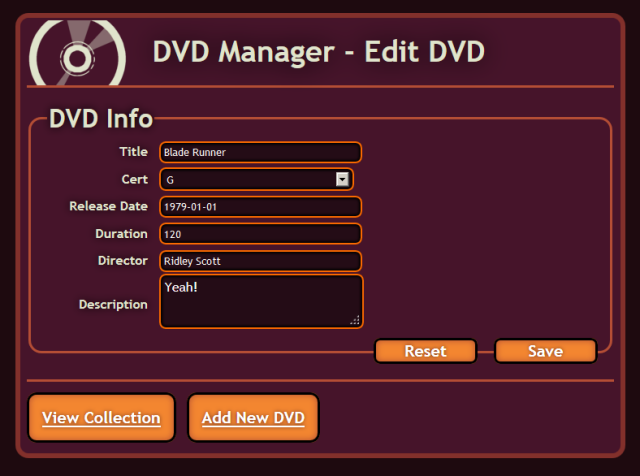 DVD Manager - Edit DVD
DVD Info
Title Blade Runner
Cert G
Release Date 1979-01-01
Duration 120
Director Ridley Scott
Description Yeah!
Reset Save
View Collection Add New DVD